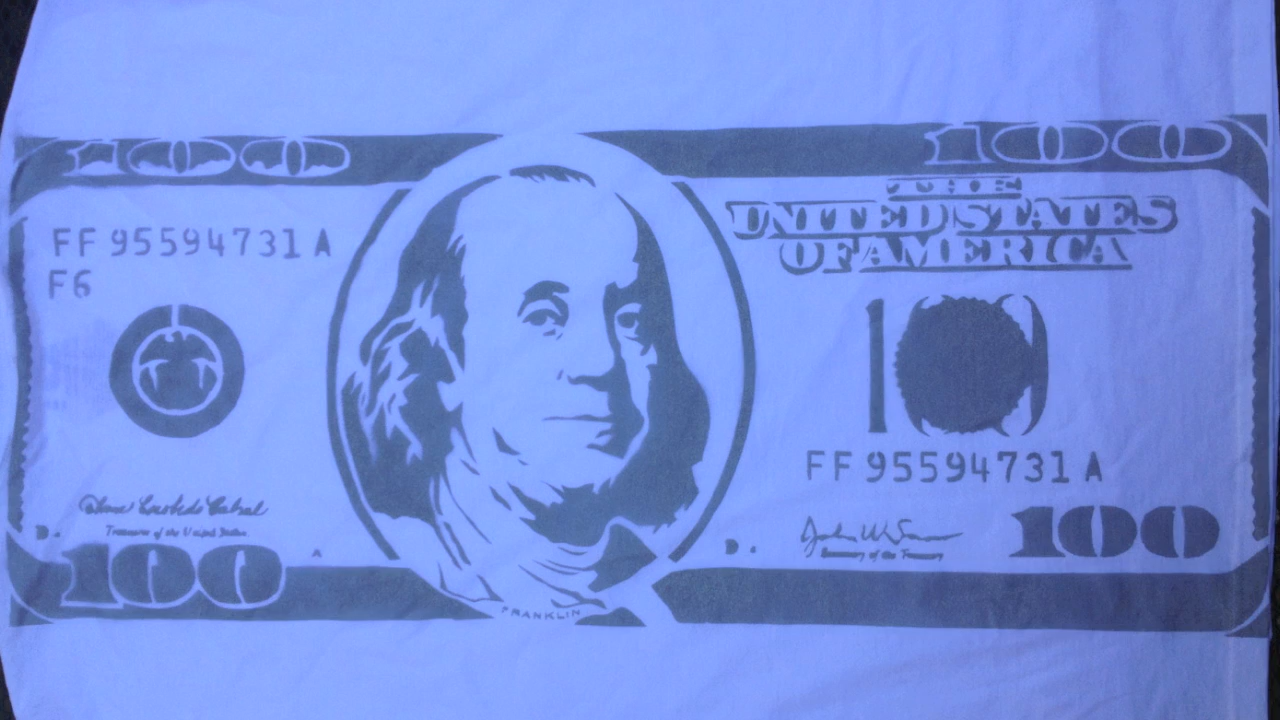 100
100
THE
UNITED STATES
OF AMERICA
FF 95594731 A
F6
10
FF 95594731 A
Treasurer of the United States.
Secretary of the Treasury
D.
D.
100
A
100
FRANKLIN